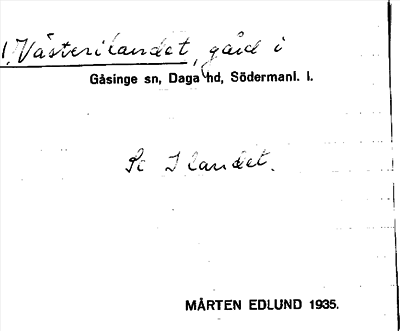 1, Västerilandet, gård i
Gåsinge sn, Daga hd, Södermanl. l.
Se Ilandet.
MÅRTEN EDLUND 1935.